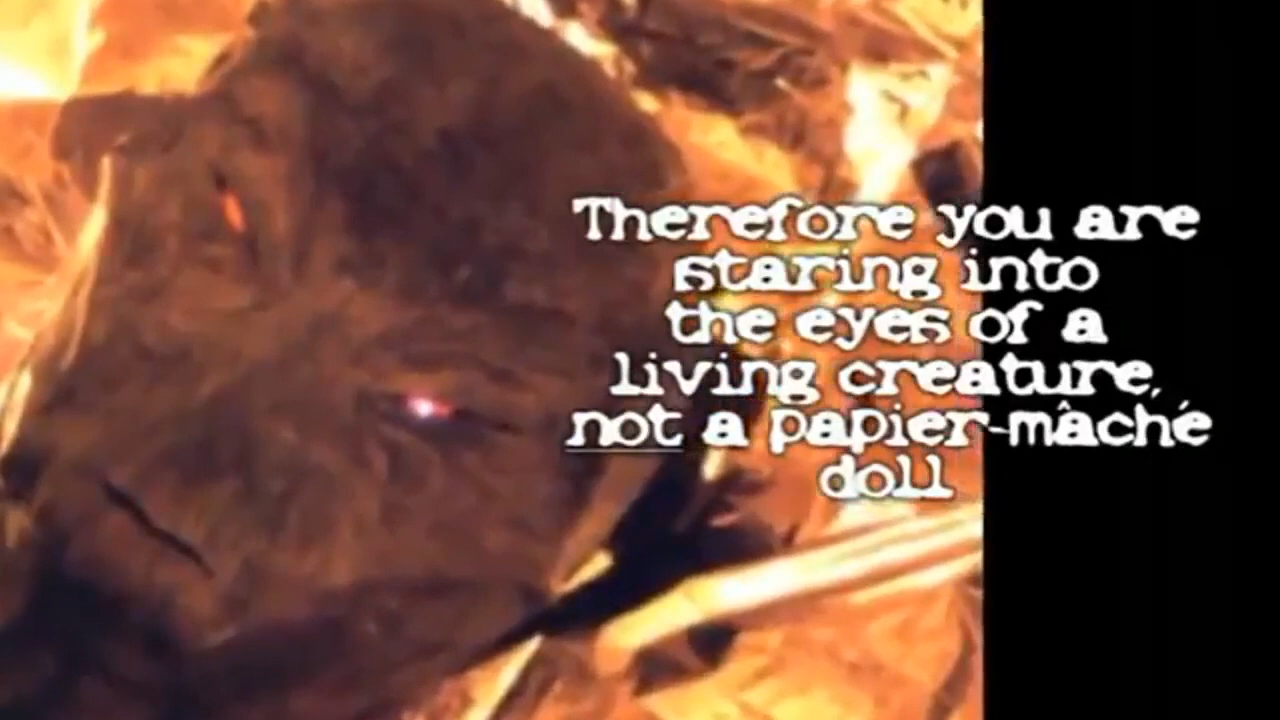 Therefore you are
staring into
the eyes of a
living creature,
not a papier-mâché
doll